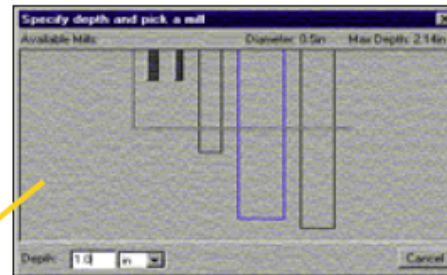 Specify depth and pick a mill
Available Mills: Diameter: 0.5in Max Depth: 2.14in
Depth: 1.0 in Cancel